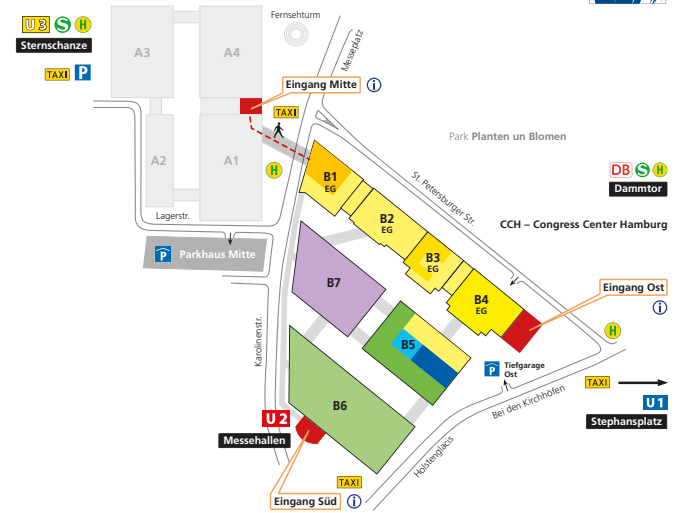 U3 S H
Sternschanze
TAXI P
A3
A4
A2
A1
Fernsehturm
Messeplatz
Eingang Mitte i
TAXI
H
Lagerstr.
P Parkhaus Mitte
Park Planten un Blomen
DB S H
Dammtor
CCH – Congress Center Hamburg
St. Petersburger Str.
B1
EG
B2
EG
B3
EG
B4
EG
Eingang Ost
i
H
B7
B5
B6
Karolinenstr.
P Tiefgarage
Ost
TAXI
U1
Stephansplatz
Bei den Kirchhöfen
Holstenglacis
U2
Messehallen
TAXI
Eingang Süd i